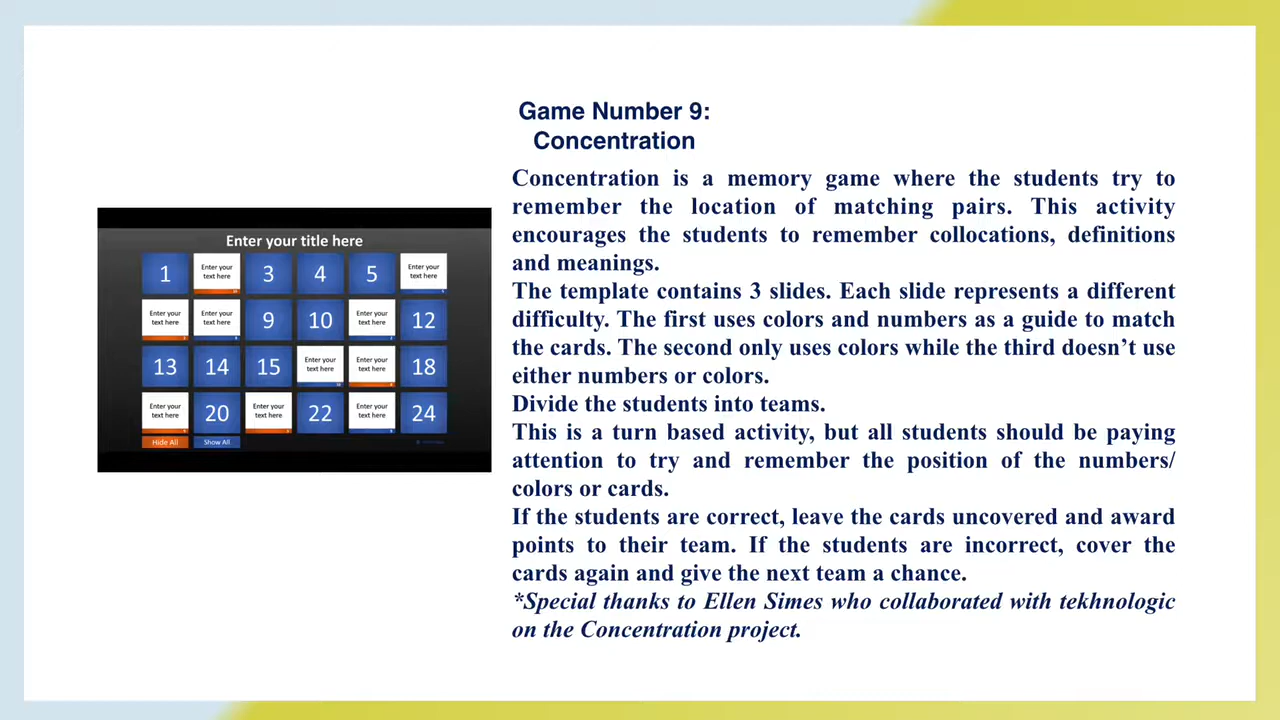 Game Number 9:
Concentration
Concentration is a memory game where the students try to
remember the location of matching pairs. This activity
encourages the students to remember collocations, definitions
and meanings.
The template contains 3 slides. Each slide represents a different
difficulty. The first uses colors and numbers as a guide to match
the cards. The second only uses colors while the third doesn’t use
either numbers or colors.
Divide the students into teams.
This is a turn based activity, but all students should be paying
attention to try and remember the position of the numbers/
colors or cards.
If the students are correct, leave the cards uncovered and award
points to their team. If the students are incorrect, cover the
cards again and give the next team a chance.
*Special thanks to Ellen Simes who collaborated with tekhnologic
on the Concentration project.
Enter your title here
1 Enter your text here 3 4 5 Enter your text here
Enter your text here Enter your text here 9 10 Enter your text here 12
13 14 15 Enter your text here Enter your text here 18
Enter your text here 20 Enter your text here 22 Enter your text here 24
Hide All Show All